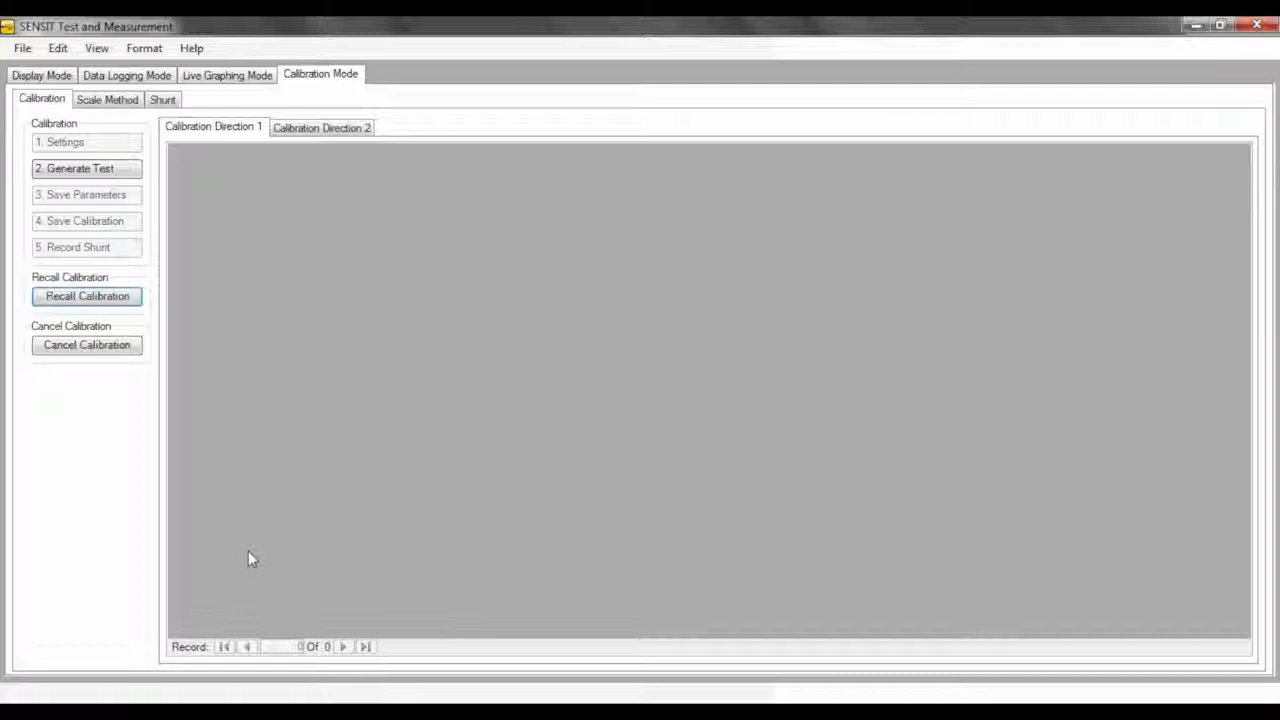 SENSIT Test and Measurement
File Edit View Format Help
Display Mode Data Logging Mode Live Graphing Mode Calibration Mode
Calibration Scale Method Shunt
Calibration
1. Settings
2. Generate Test
3. Save Parameters
4. Save Calibration
5. Record Shunt
Recall Calibration
Recall Calibration
Cancel Calibration
Cancel Calibration
Calibration Direction 1 Calibration Direction 2
Record: 0 Of 0